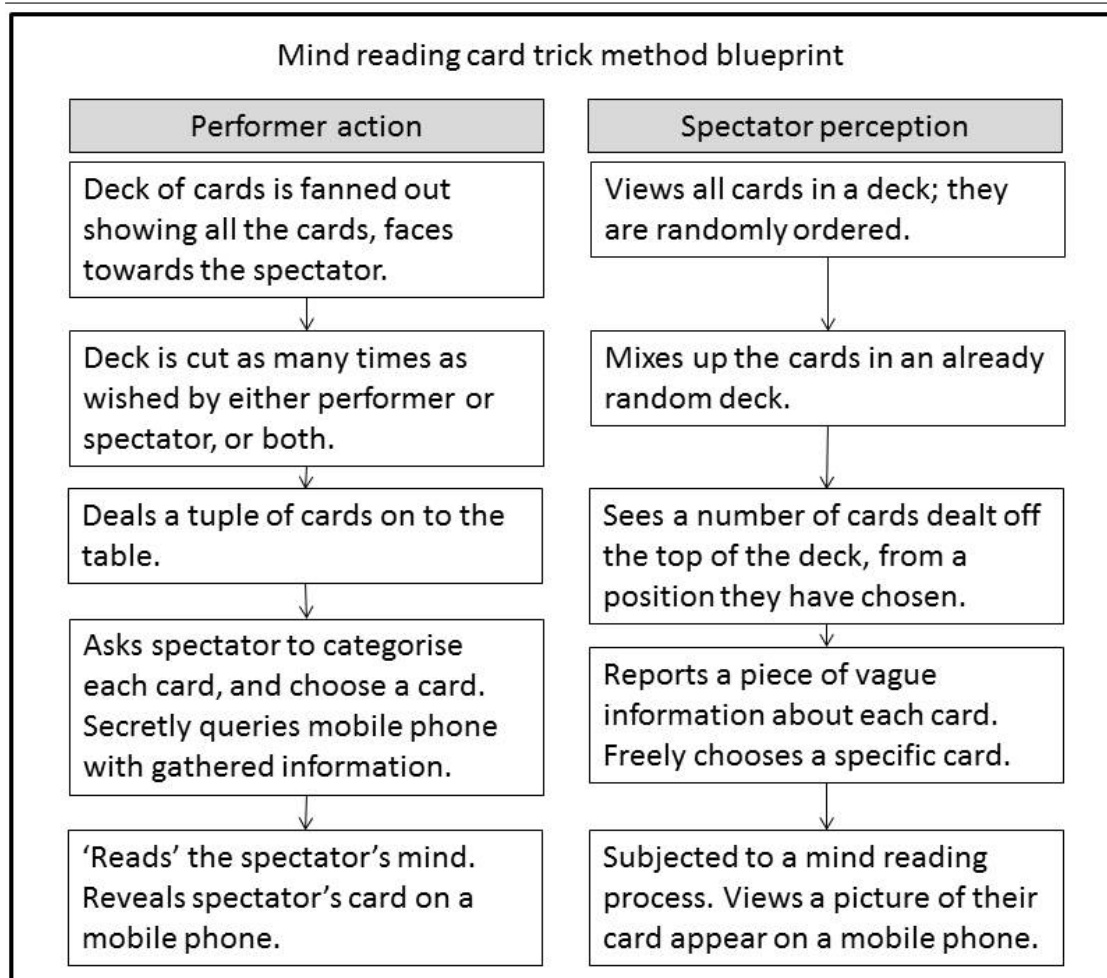 Mind reading card trick method blueprint
Performer action
Deck of cards is fanned out
showing all the cards, faces
towards the spectator.
Deck is cut as many times as
wished by either performer or
spectator, or both.
Deals a tuple of cards on to the
table.
Asks spectator to categorise
each card, and choose a card.
Secretly queries mobile phone
with gathered information.
‘Reads’ the spectator’s mind.
Reveals spectator’s card on a
mobile phone.
Spectator perception
Views all cards in a deck; they
are randomly ordered.
Mixes up the cards in an already
random deck.
Sees a number of cards dealt off
the top of the deck, from a
position they have chosen.
Reports a piece of vague
information about each card.
Freely chooses a specific card.
Subjected to a mind reading
process. Views a picture of their
card appear on a mobile phone.